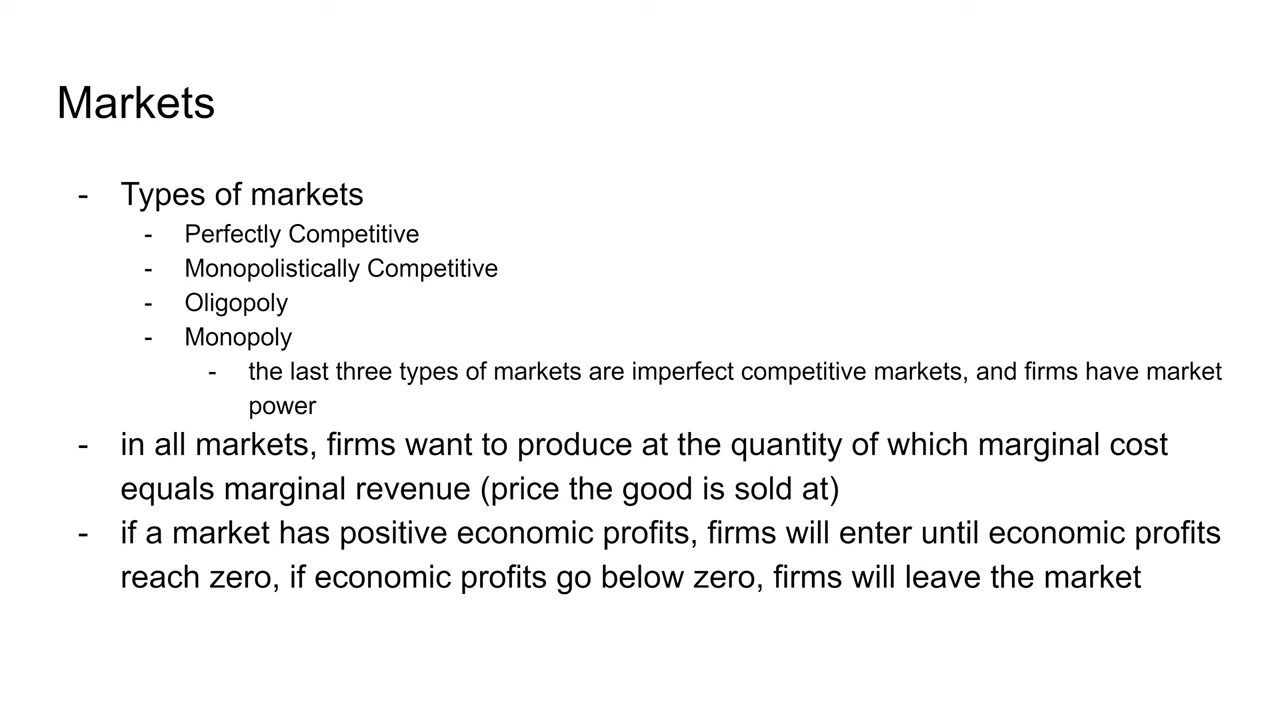 Markets
- Types of markets
- Perfectly Competitive
- Monopolistically Competitive
- Oligopoly
- Monopoly
- the last three types of markets are imperfect competitive markets, and firms have market
power
- in all markets, firms want to produce at the quantity of which marginal cost
equals marginal revenue (price the good is sold at)
- if a market has positive economic profits, firms will enter until economic profits
reach zero, if economic profits go below zero, firms will leave the market